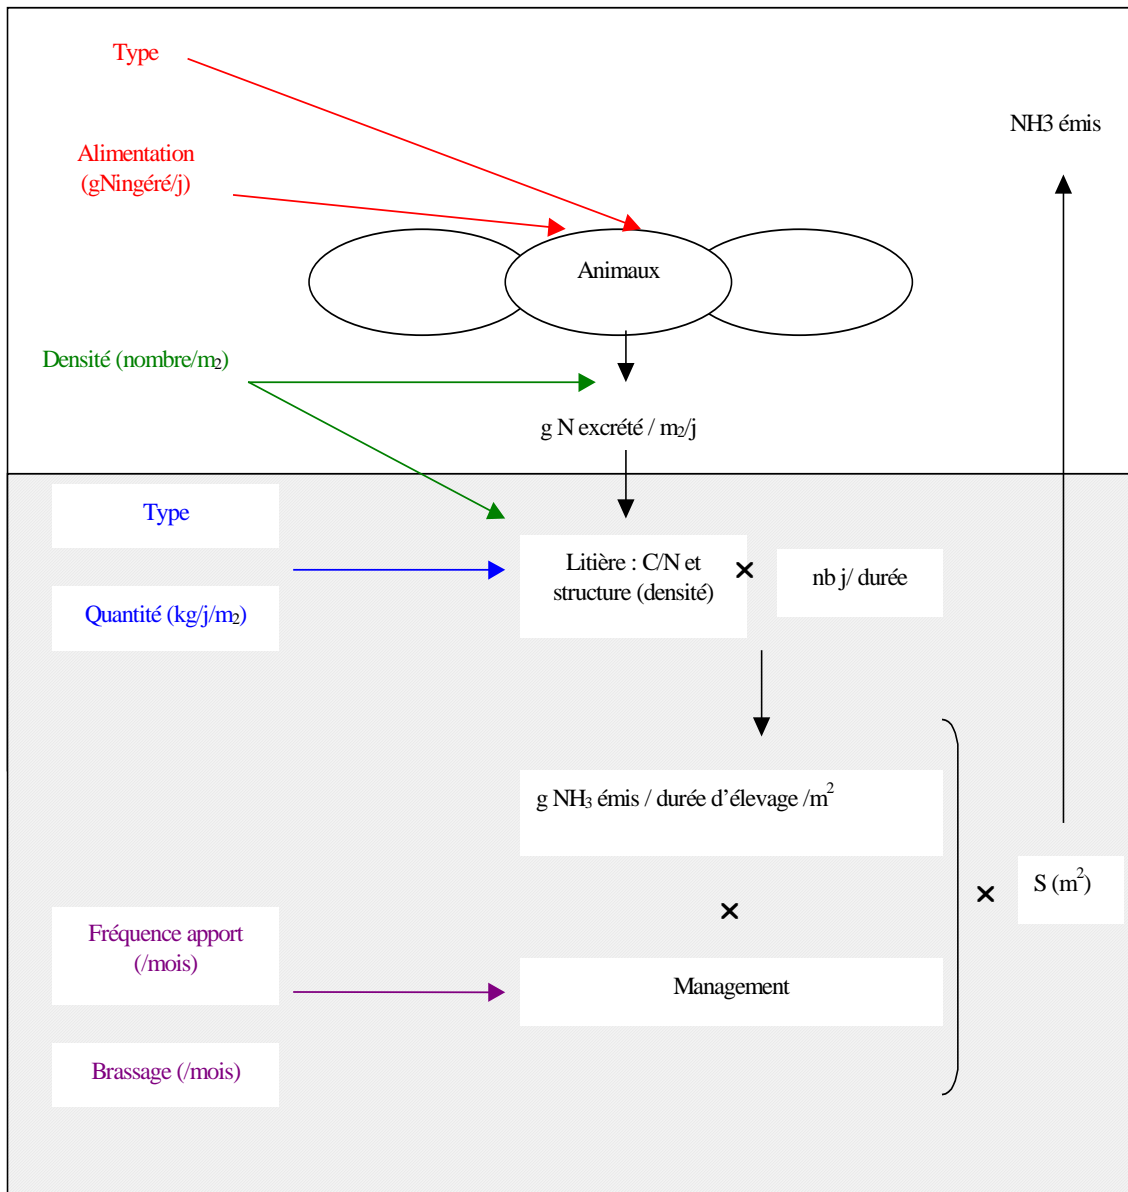 Type
NH3 émis
Alimentation
(gNingéré/j)
Animaux
Densité (nombre/m2)
g N excrété / m2/j
Type
Litière : C/N et
structure (densité)
×
nb j/ durée
Quantité (kg/j/m2)
g NH3 émis / durée d’élevage /m2
×
S (m2)
×
Fréquence apport
(/mois)
Management
Brassage (/mois)